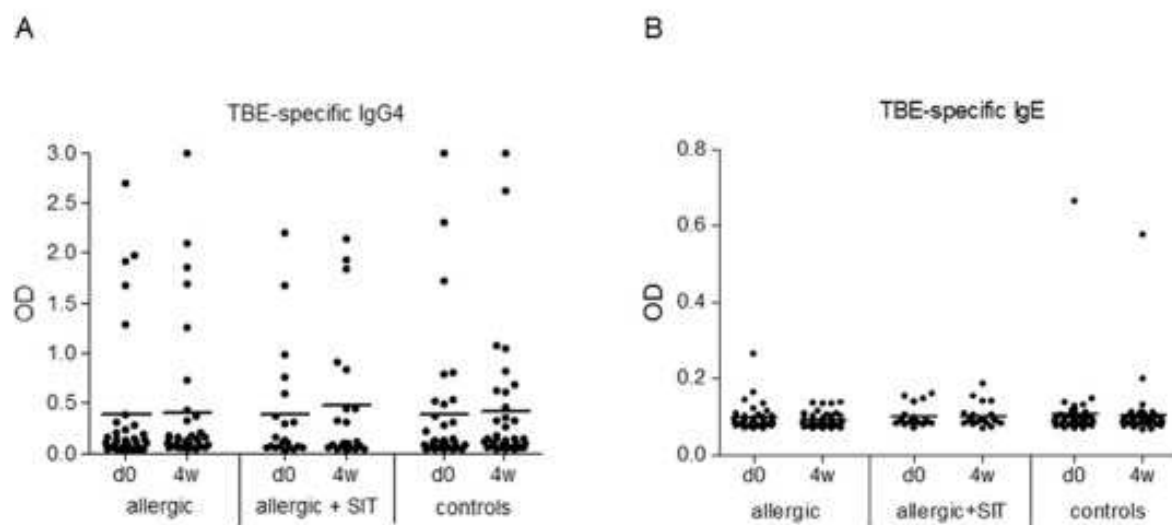 A
TBE-specific IgG4
3.0
2.5
2.0
1.5
1.0
0.5
0.0
OD
d0 4w d0 4w d0 4w
allergic allergic + SIT controls
B
TBE-specific IgE
0.8
0.6
0.4
0.2
0.0
OD
d0 4w d0 4w d0 4w
allergic allergic+SIT controls